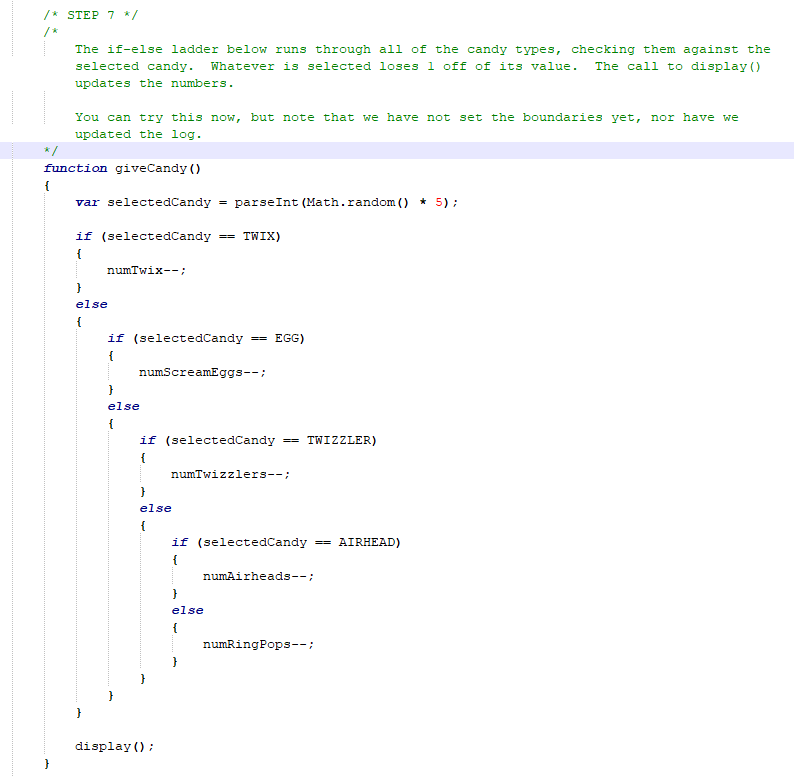 /* STEP 7 */
/*
The if-else ladder below runs through all of the candy types, checking them against the
selected candy.  Whatever is selected loses 1 off of its value.  The call to display()
updates the numbers.
You can try this now, but note that we have not set the boundaries yet, nor have we
updated the log.
*/
function giveCandy()
{
var selectedCandy = parseInt(Math.random() * 5);
if (selectedCandy == TWIX)
{
numTwix--;
}
else
{
if (selectedCandy == EGG)
{
numScreamEggs--;
}
else
{
if (selectedCandy == TWIZZLER)
{
numTwizzlers--;
}
else
{
if (selectedCandy == AIRHEAD)
{
numAirheads--;
}
else
{
numRingPops--;
}
}
}
}
display();
}